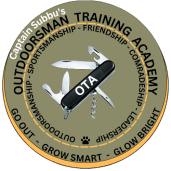 Captain Subbu's
OUTDOORSMAN TRAINING ACADEMY
OUTDOORSMANSHIP - SPORTSMANSHIP - FRIENDSHIP - COMRADESHIP - LEADERSHIP
OTA
GO OUT - GROW SMART - GLOW BRIGHT